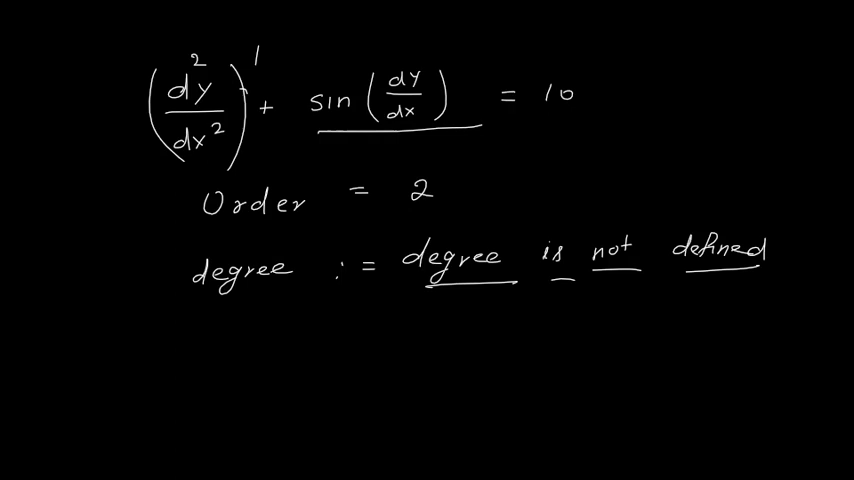 (d²y/dx²)¹ + sin (dy/dx) = 10
Order = 2
degree := degree is not defined